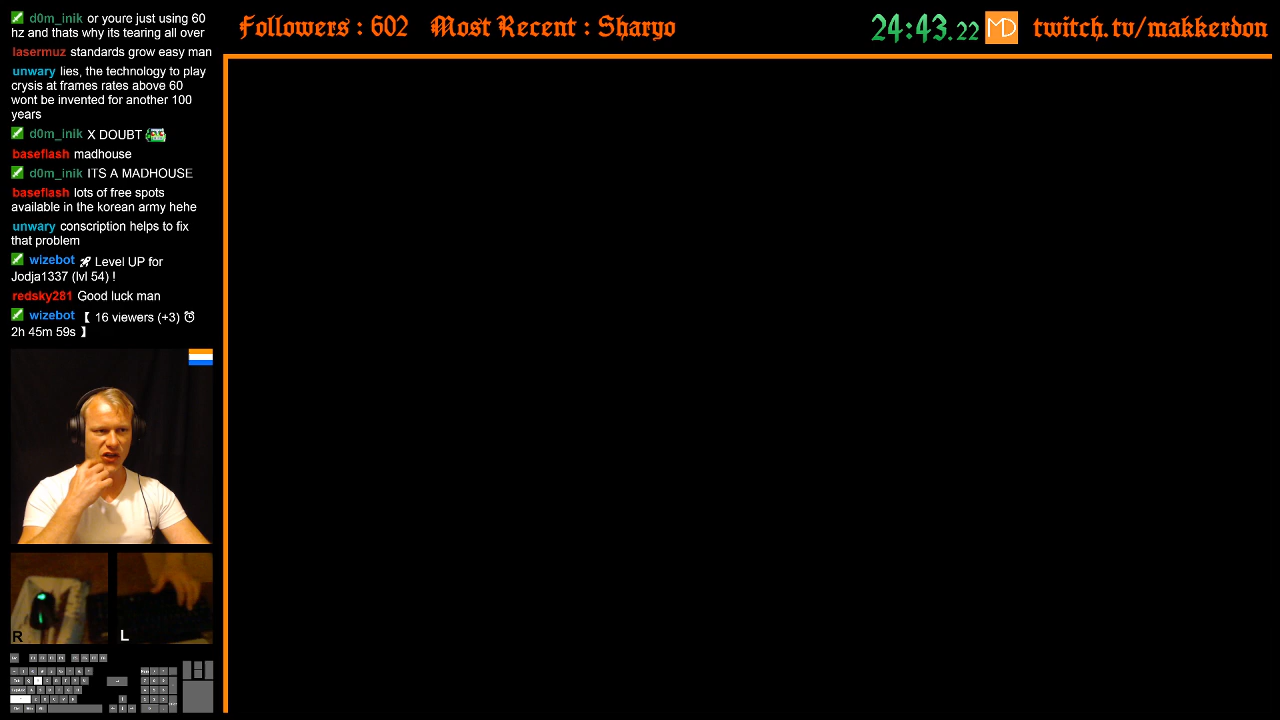 d0m_inik or youre just using 60
hz and thats why its tearing all over
lasermuz standards grow easy man
unwary lies, the technology to play
crysis at frames rates above 60
wont be invented for another 100
years
d0m_inik X DOUBT
baseflash madhouse
d0m_inik ITS A MADHOUSE
baseflash lots of free spots
available in the korean army hehe
unwary conscription helps to fix
that problem
wizebot 🚀 Level UP for
Jodja1337 (lvl 54) !
redsky281 Good luck man
wizebot 【 16 viewers (+3) ⏰
2h 45m 59s 】
Followers : 602 Most Recent : Sharyo
24:43.22 MD twitch.tv/makkerdon
R
L